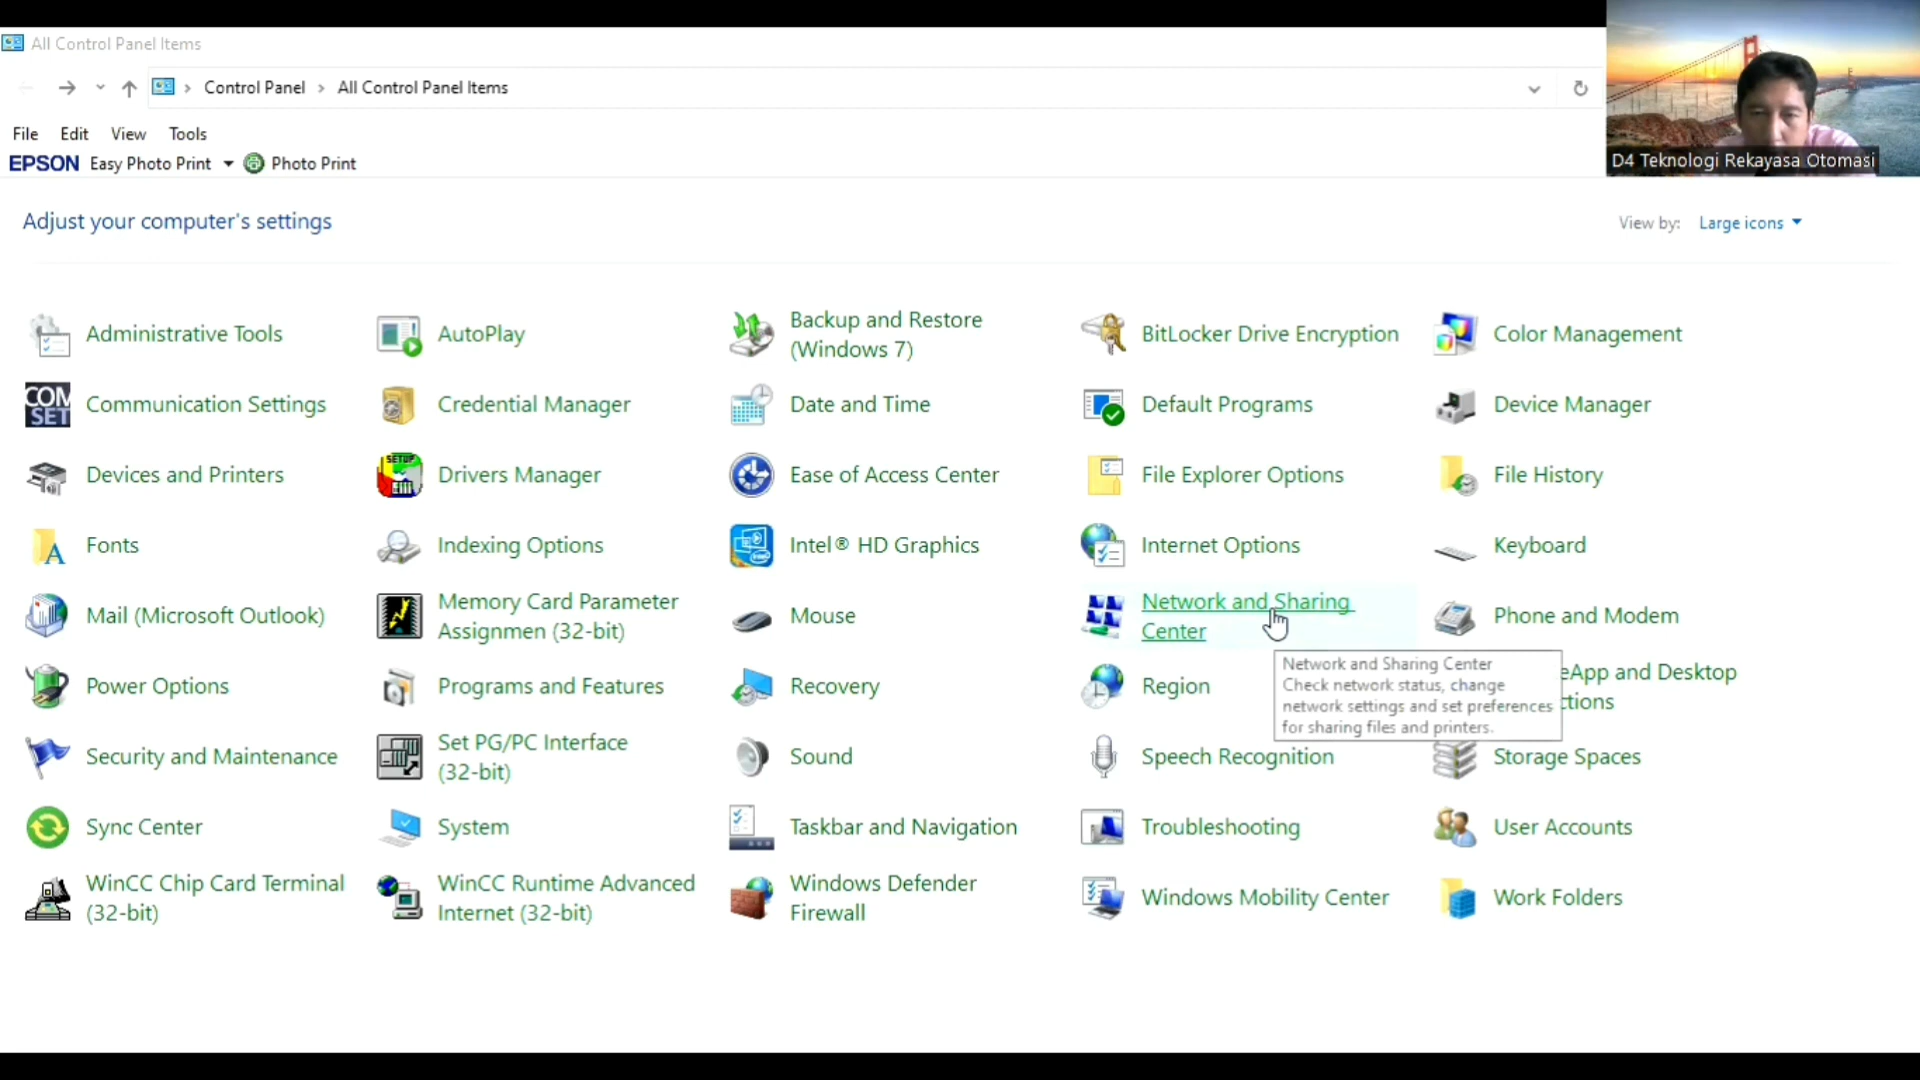 All Control Panel Items
Control Panel > All Control Panel Items
File Edit View Tools
EPSON Easy Photo Print Photo Print
D4 Teknologi Rekayasa Otomasi
Adjust your computer's settings
View by: Large icons
Administrative Tools
AutoPlay
Backup and Restore
(Windows 7)
BitLocker Drive Encryption
Color Management
COM
SET
Communication Settings
Credential Manager
Date and Time
Default Programs
Device Manager
Devices and Printers
SETUP
Drivers Manager
Ease of Access Center
File Explorer Options
File History
Fonts
Indexing Options
Intel® HD Graphics
Internet Options
Keyboard
Mail (Microsoft Outlook)
Memory Card Parameter
Assignmen (32-bit)
Mouse
Network and Sharing
Center
Phone and Modem
Network and Sharing Center
Check network status, change
network settings and set preferences
for sharing files and printers.
Power Options
Programs and Features
Recovery
Region
eApp and Desktop
ctions
Security and Maintenance
Set PG/PC Interface
(32-bit)
Sound
Speech Recognition
Storage Spaces
Sync Center
System
Taskbar and Navigation
Troubleshooting
User Accounts
WinCC Chip Card Terminal
(32-bit)
WinCC Runtime Advanced
Internet (32-bit)
Windows Defender
Firewall
Windows Mobility Center
Work Folders